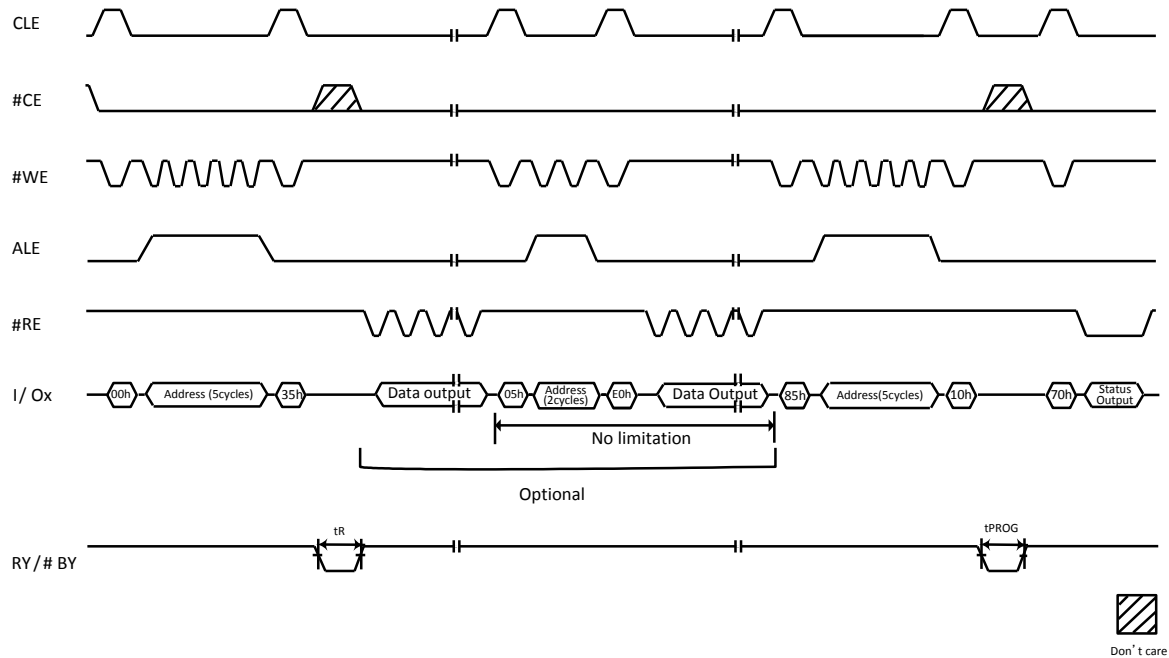 CLE
#CE
#WE
ALE
#RE
I/Ox
00h
Address (5cycles)
35h
Data output
05h
Address
(2cycles)
E0h
Data Output
85h
Address(5cycles)
10h
70h
Status
Output
No limitation
Optional
RY/# BY
tR
tPROG
Don't care